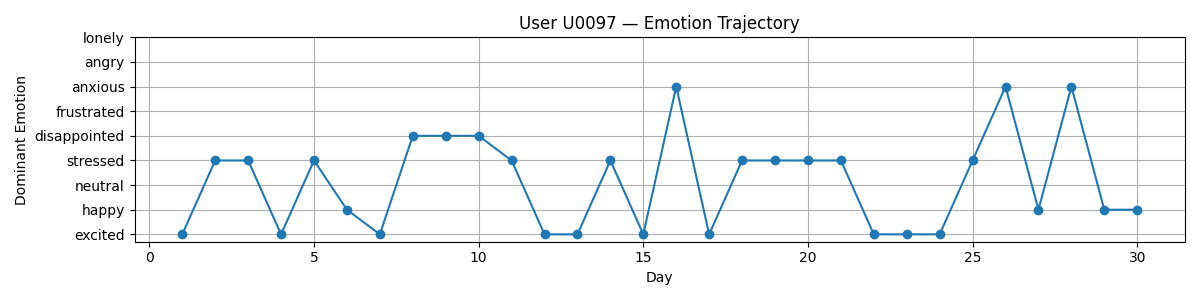 User U0097 — Emotion Trajectory
Dominant Emotion
lonely
angry
anxious
frustrated
disappointed
stressed
neutral
happy
excited
0 5 10 15 20 25 30
Day